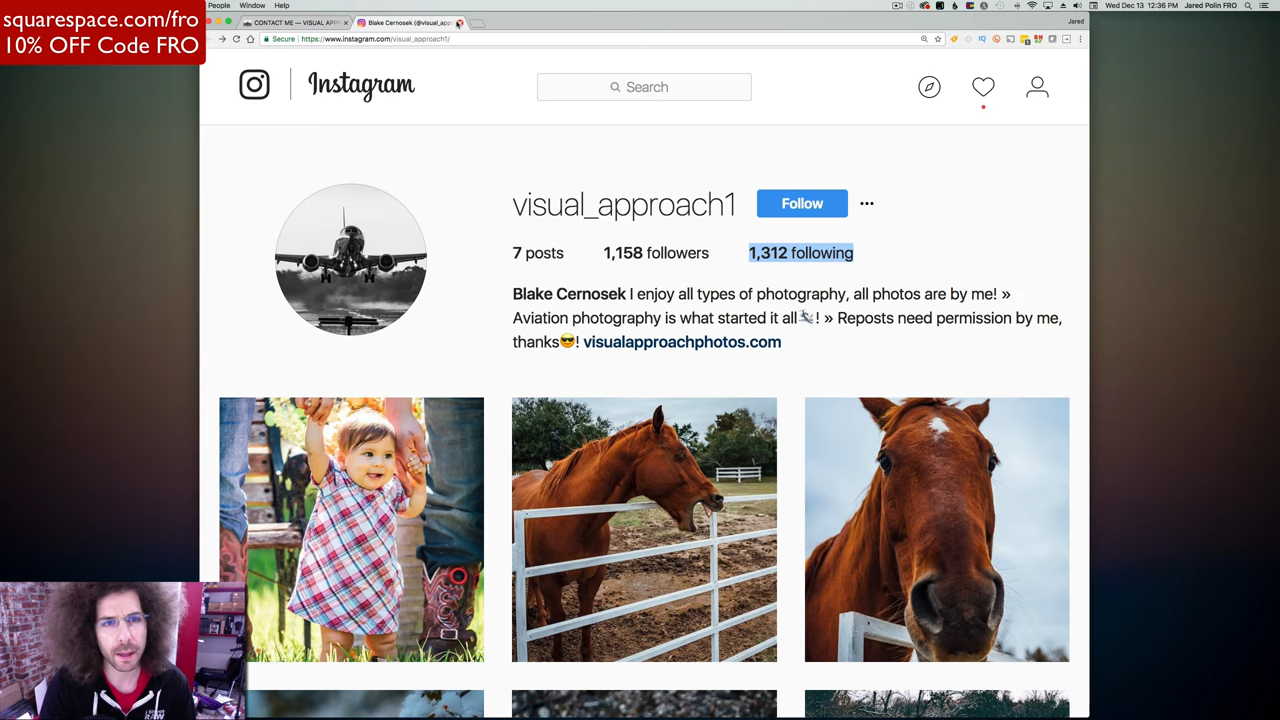 squarespace.com/fro
10% OFF Code FRO
People Window Help
Wed Dec 13 12:36 PM Jared Polin FRO
CONTACT ME — VISUAL APPR
Blake Cernosek (@visual_appr
Jared
Secure https://www.instagram.com/visual_approach1/
Instagram
Search
visual_approach1
Follow
7 posts 1,158 followers 1,312 following
Blake Cernosek I enjoy all types of photography, all photos are by me! »
Aviation photography is what started it all🛫! » Reposts need permission by me,
thanks😎! visualapproachphotos.com